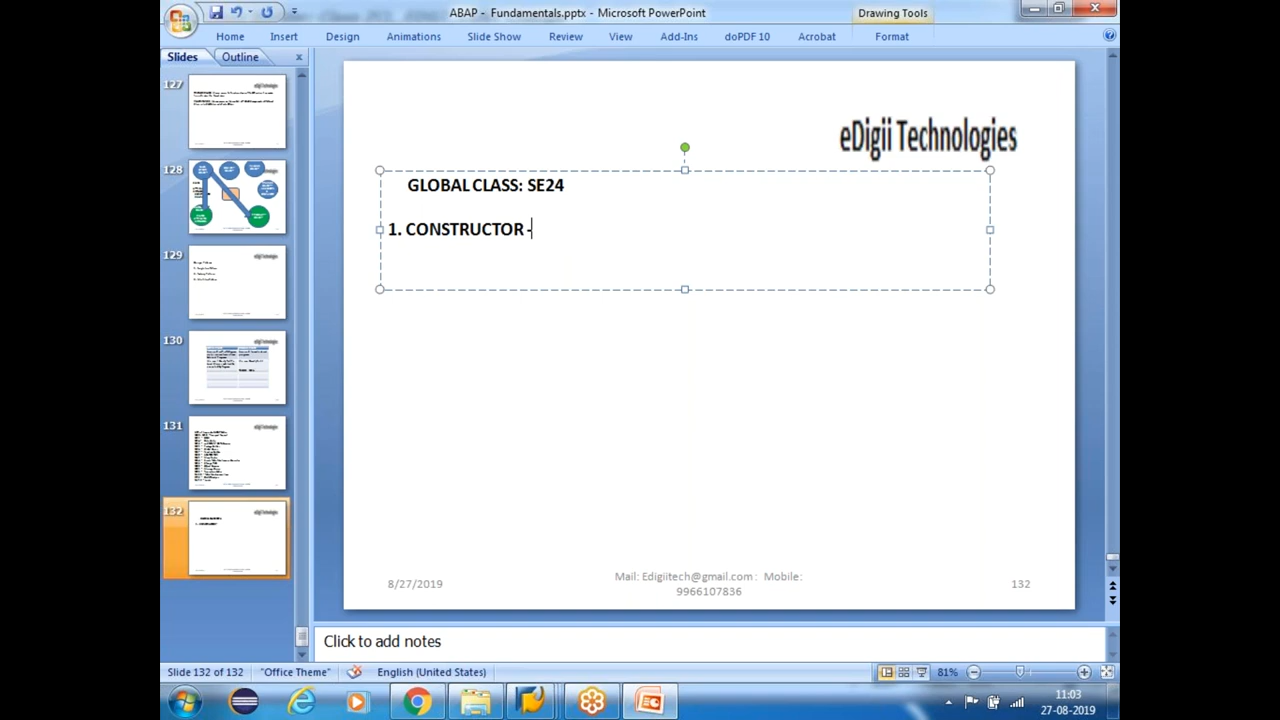 ABAP - Fundamentals.pptx - Microsoft PowerPoint
Drawing Tools
Home Insert Design Animations Slide Show Review View Add-Ins doPDF 10 Acrobat Format
Slides Outline
127
128
129
130
131
132
eDigii Technologies
GLOBAL CLASS: SE24
1. CONSTRUCTOR -
8/27/2019
Mail: Edigiitech@gmail.com : Mobile:
9966107836
132
Click to add notes
Slide 132 of 132 "Office Theme" English (United States) 81%
11:03
27-08-2019